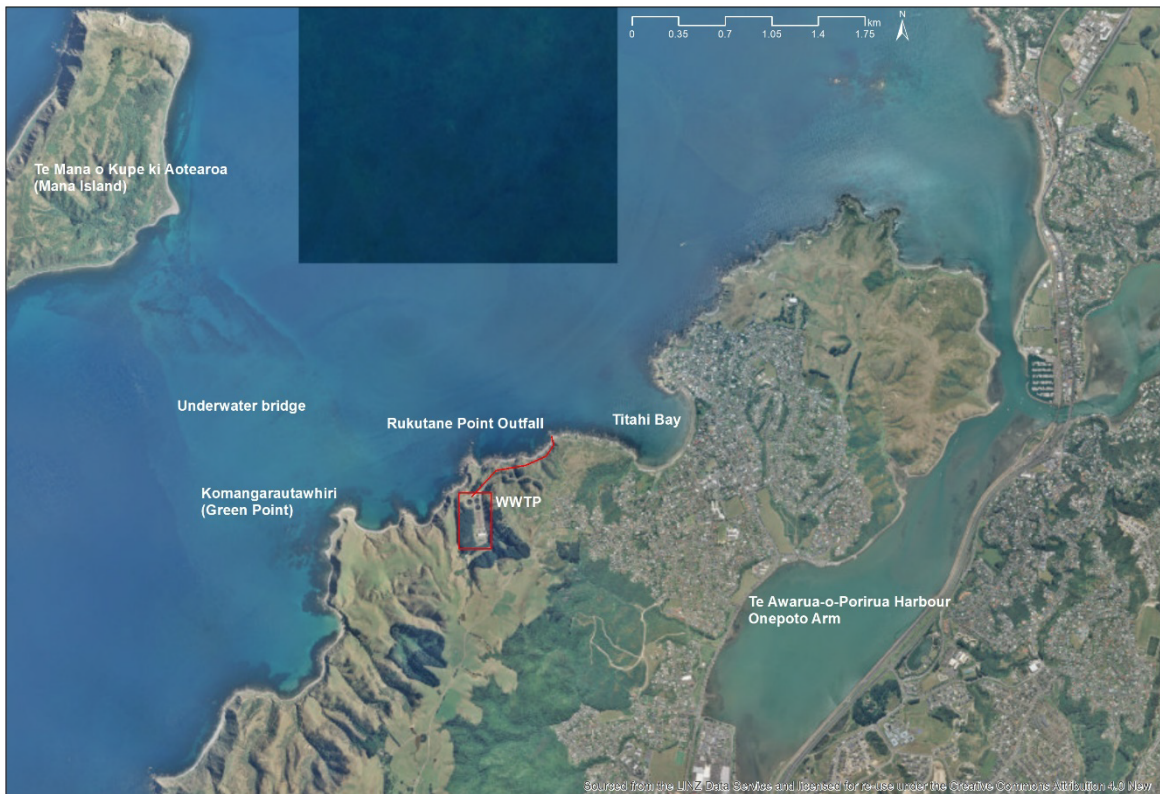 km
N
0 0.35 0.7 1.05 1.4 1.75
Te Mana o Kupe ki Aotearoa
(Mana Island)
Underwater bridge
Rukutane Point Outfall
Titahi Bay
Komangarautawhiri
(Green Point)
WWTP
Te Awarua-o-Porirua Harbour
Onepoto Arm
Sourced from the LINZ Data Service and licensed for re-use under the Creative Commons Attribution 4.0 New